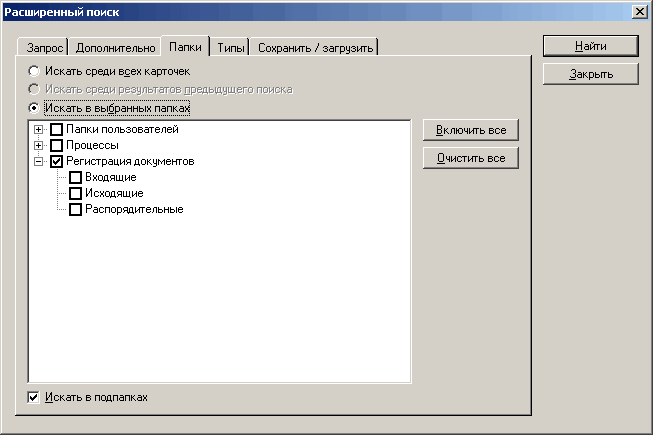 Расширенный поиск
Запрос Дополнительно Папки Типы Сохранить / загрузить
Найти
Закрыть
Искать среди всех карточек
Искать среди результатов предыдущего поиска
Искать в выбранных папках
Папки пользователей
Процессы
Регистрация документов
Входящие
Исходящие
Распорядительные
Включить все
Очистить все
Искать в подпапках